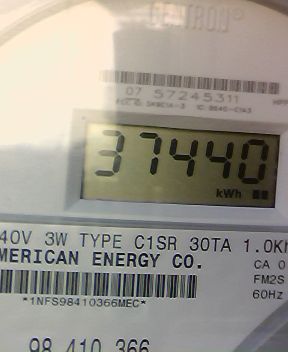 CENTRON®
07 57245311
37440
kWh
40V 3W TYPE C1SR 30TA 1.0K
MERICAN ENERGY CO.
CA 0
FM2S
60Hz
*1NFS98410366MEC*
98 410 366